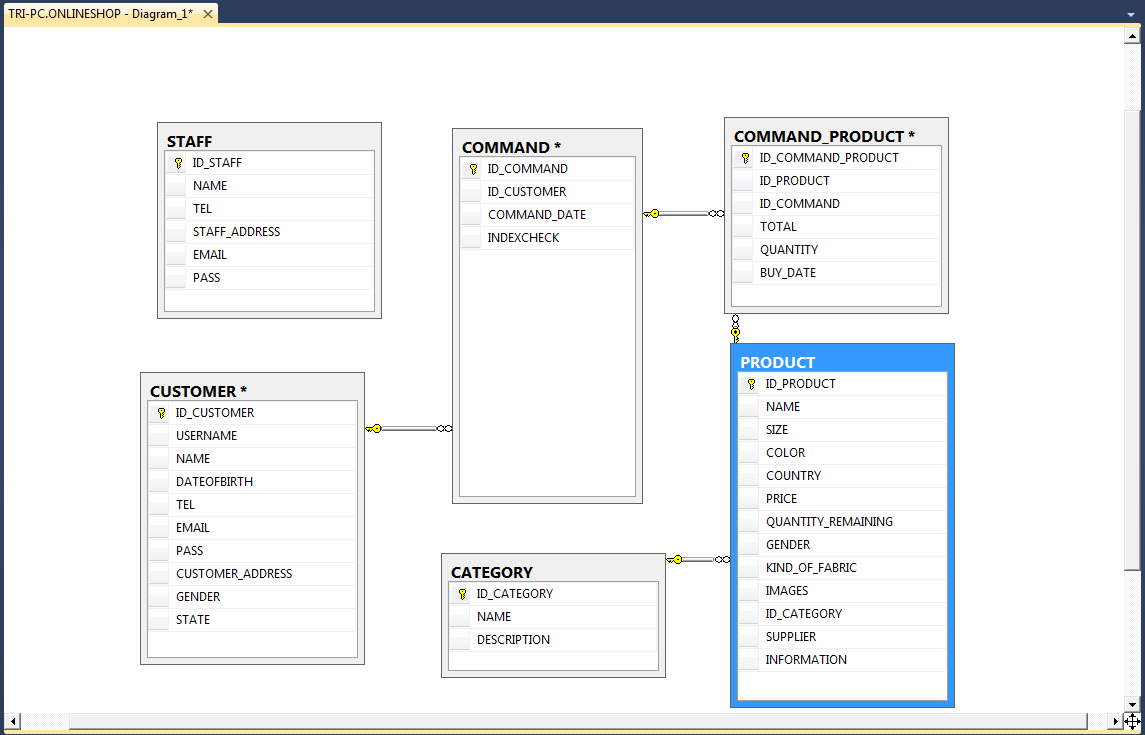 TRI-PC.ONLINESHOP - Diagram_1*
STAFF
ID_STAFF
NAME
TEL
STAFF_ADDRESS
EMAIL
PASS
COMMAND *
ID_COMMAND
ID_CUSTOMER
COMMAND_DATE
INDEXCHECK
COMMAND_PRODUCT *
ID_COMMAND_PRODUCT
ID_PRODUCT
ID_COMMAND
TOTAL
QUANTITY
BUY_DATE
CUSTOMER *
ID_CUSTOMER
USERNAME
NAME
DATEOFBIRTH
TEL
EMAIL
PASS
CUSTOMER_ADDRESS
GENDER
STATE
CATEGORY
ID_CATEGORY
NAME
DESCRIPTION
PRODUCT
ID_PRODUCT
NAME
SIZE
COLOR
COUNTRY
PRICE
QUANTITY_REMAINING
GENDER
KIND_OF_FABRIC
IMAGES
ID_CATEGORY
SUPPLIER
INFORMATION